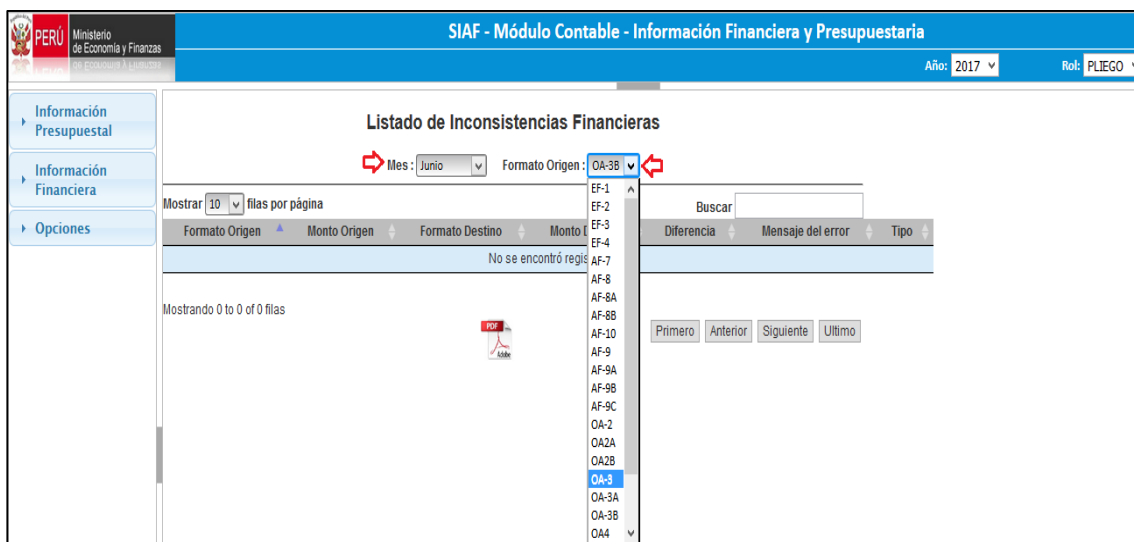 PERÚ
Ministerio
de Economía y Finanzas
SIAF - Módulo Contable - Información Financiera y Presupuestaria
Año: 2017 Rol: PLIEGO
Información
Presupuestal
Información
Financiera
Opciones
Listado de Inconsistencias Financieras
Mes : Junio Formato Origen : OA-3B
Mostrar 10 filas por página Buscar
Formato Origen Monto Origen Formato Destino Monto D Diferencia Mensaje del error Tipo
No se encontró regis
Mostrando 0 to 0 of 0 filas
PDF
Adobe
Primero Anterior Siguiente Ultimo
EF-1
EF-2
EF-3
EF-4
AF-7
AF-8
AF-8A
AF-8B
AF-10
AF-9
AF-9A
AF-9B
AF-9C
OA-2
OA2A
OA2B
OA-3
OA-3A
OA-3B
OA4